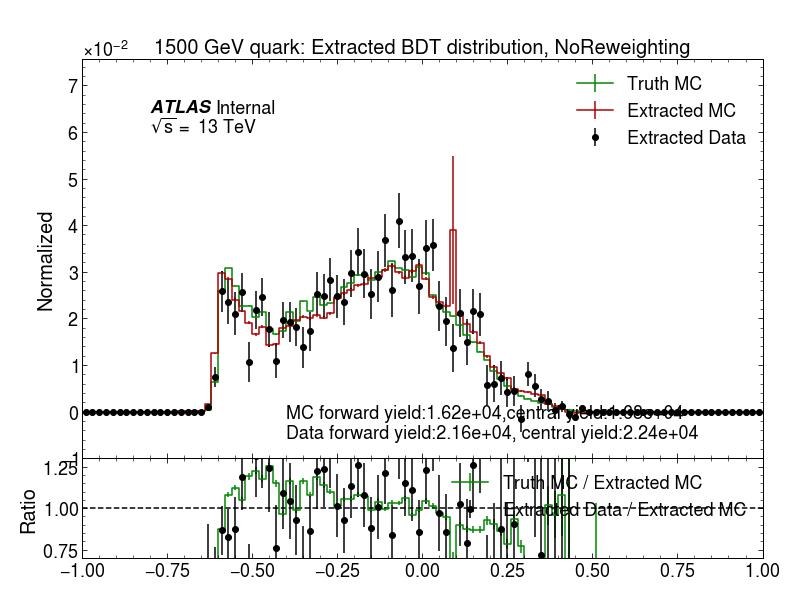 ×10⁻² 1500 GeV quark: Extracted BDT distribution, NoReweighting
ATLAS Internal
√s = 13 TeV
Truth MC
Extracted MC
Extracted Data
Normalized
7
6
5
4
3
2
1
0
1
MC forward yield:1.62e+04,central yield:
Data forward yield:2.16e+04, central yield:2.24e+04
Truth MC / Extracted MC
Extracted Data / Extracted MC
Ratio
1.25
1.00
0.75
−1.00 −0.75 −0.50 −0.25 0.00 0.25 0.50 0.75 1.00